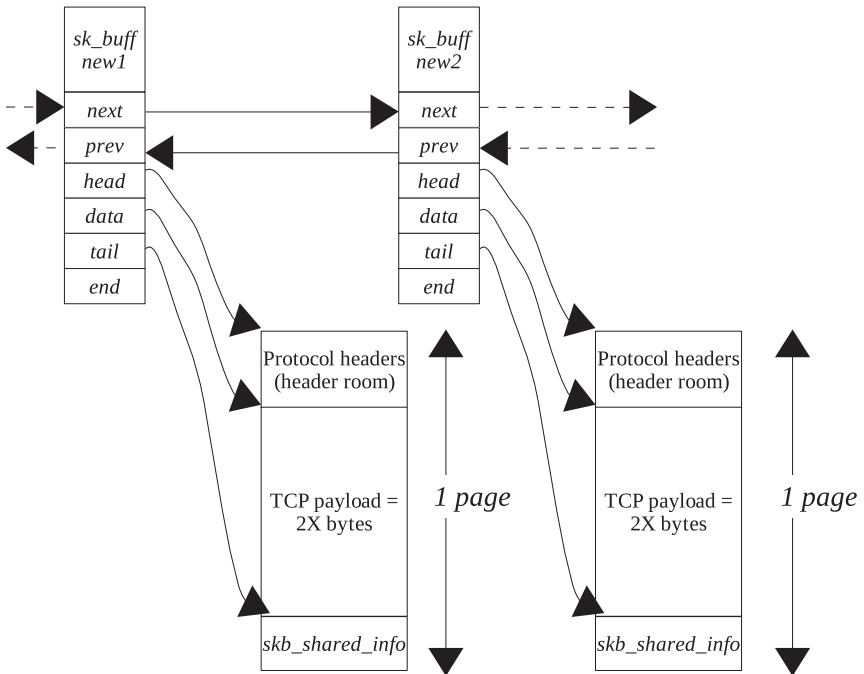 sk_buff
new1
next
prev
head
data
tail
end
sk_buff
new2
next
prev
head
data
tail
end
Protocol headers
(header room)
TCP payload =
2X bytes
skb_shared_info
1 page
Protocol headers
(header room)
TCP payload =
2X bytes
skb_shared_info
1 page